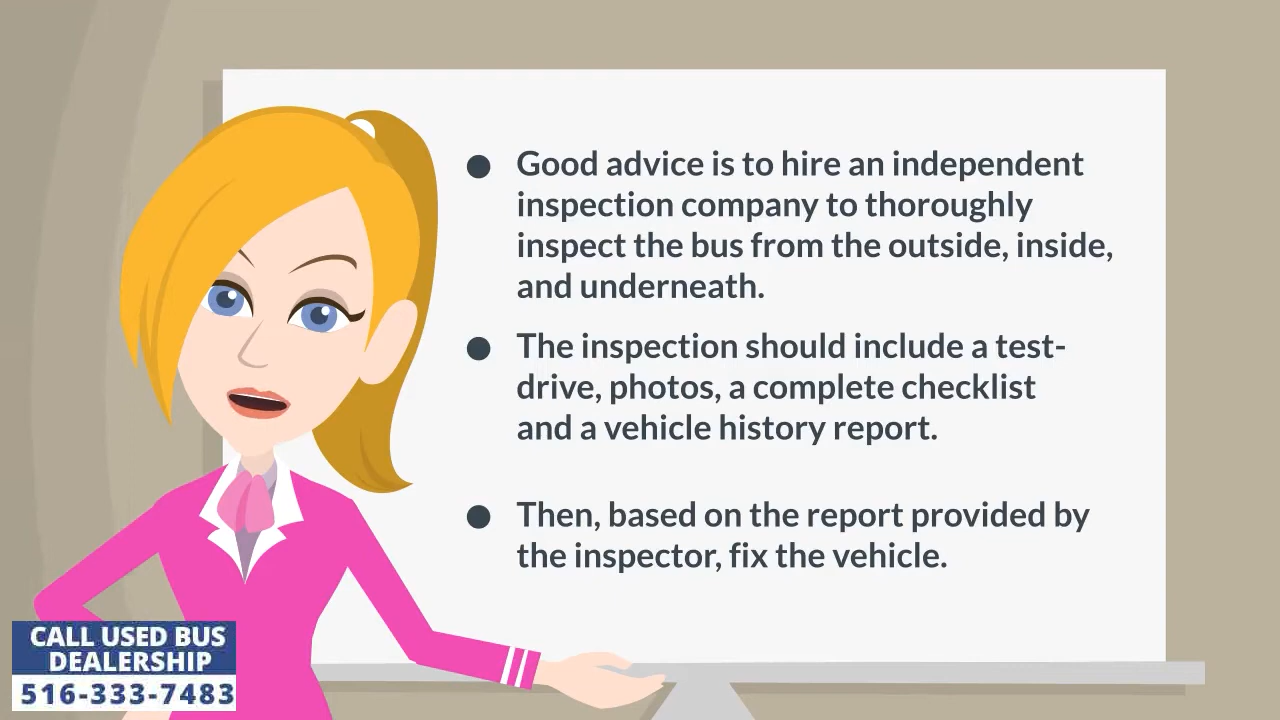 ● Good advice is to hire an independent
inspection company to thoroughly
inspect the bus from the outside, inside,
and underneath.
● The inspection should include a test-
drive, photos, a complete checklist
and a vehicle history report.
● Then, based on the report provided by
the inspector, fix the vehicle.
CALL USED BUS
DEALERSHIP
516-333-7483